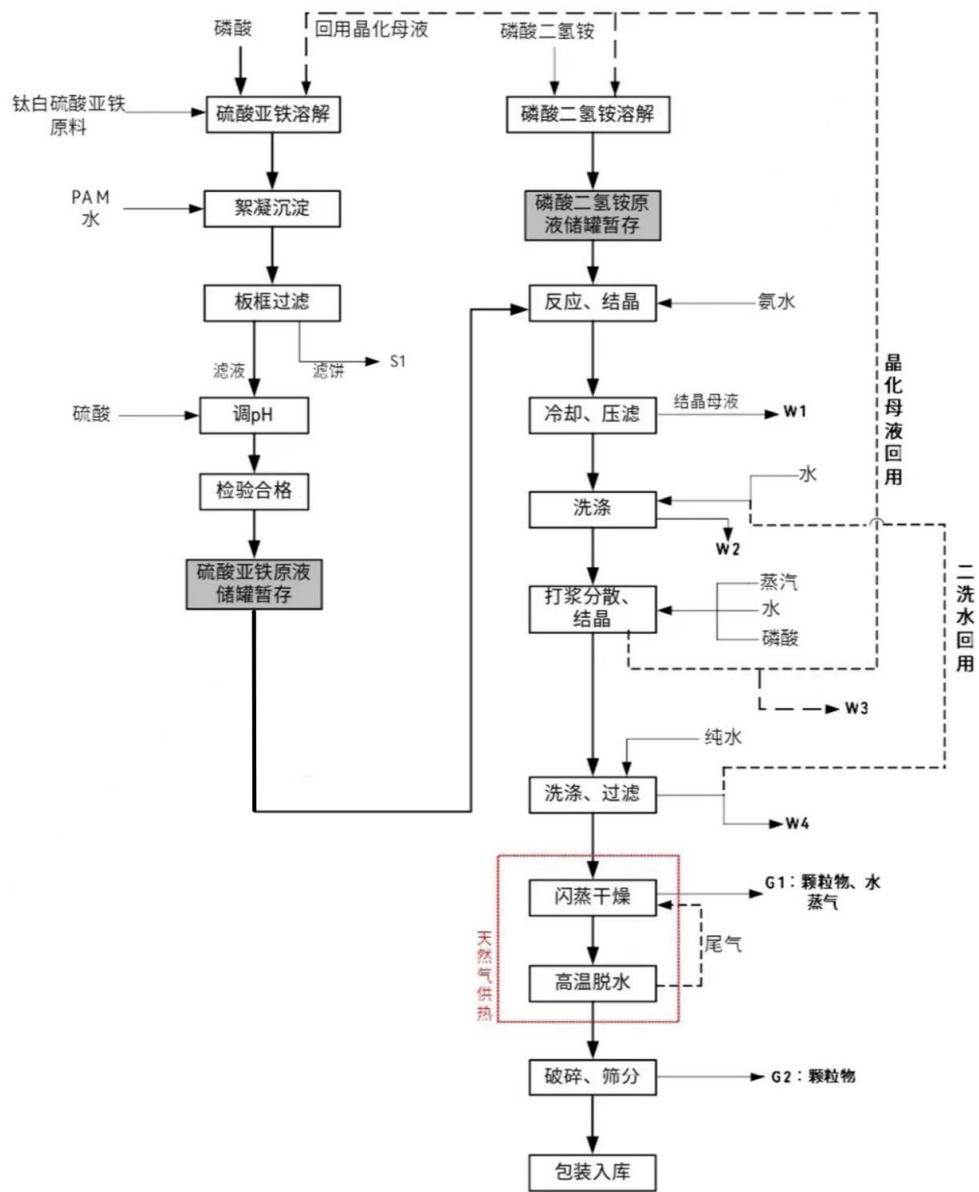 磷酸
回用晶化母液
磷酸二氢铵
钛白硫酸亚铁
原料
硫酸亚铁溶解
磷酸二氢铵溶解
PAM
水
絮凝沉淀
磷酸二氢铵原
液储罐暂存
板框过滤
反应、结晶
氨水
滤液
滤饼
S1
硫酸
调pH
冷却、压滤
结晶母液
W1
晶化母液回用
检验合格
洗涤
水
W2
硫酸亚铁原液
储罐暂存
打浆分散、
结晶
蒸汽
水
磷酸
二洗水回用
W3
纯水
洗涤、过滤
W4
闪蒸干燥
G1：颗粒物、水
蒸气
天然气供热
尾气
高温脱水
破碎、筛分
G2：颗粒物
包装入库